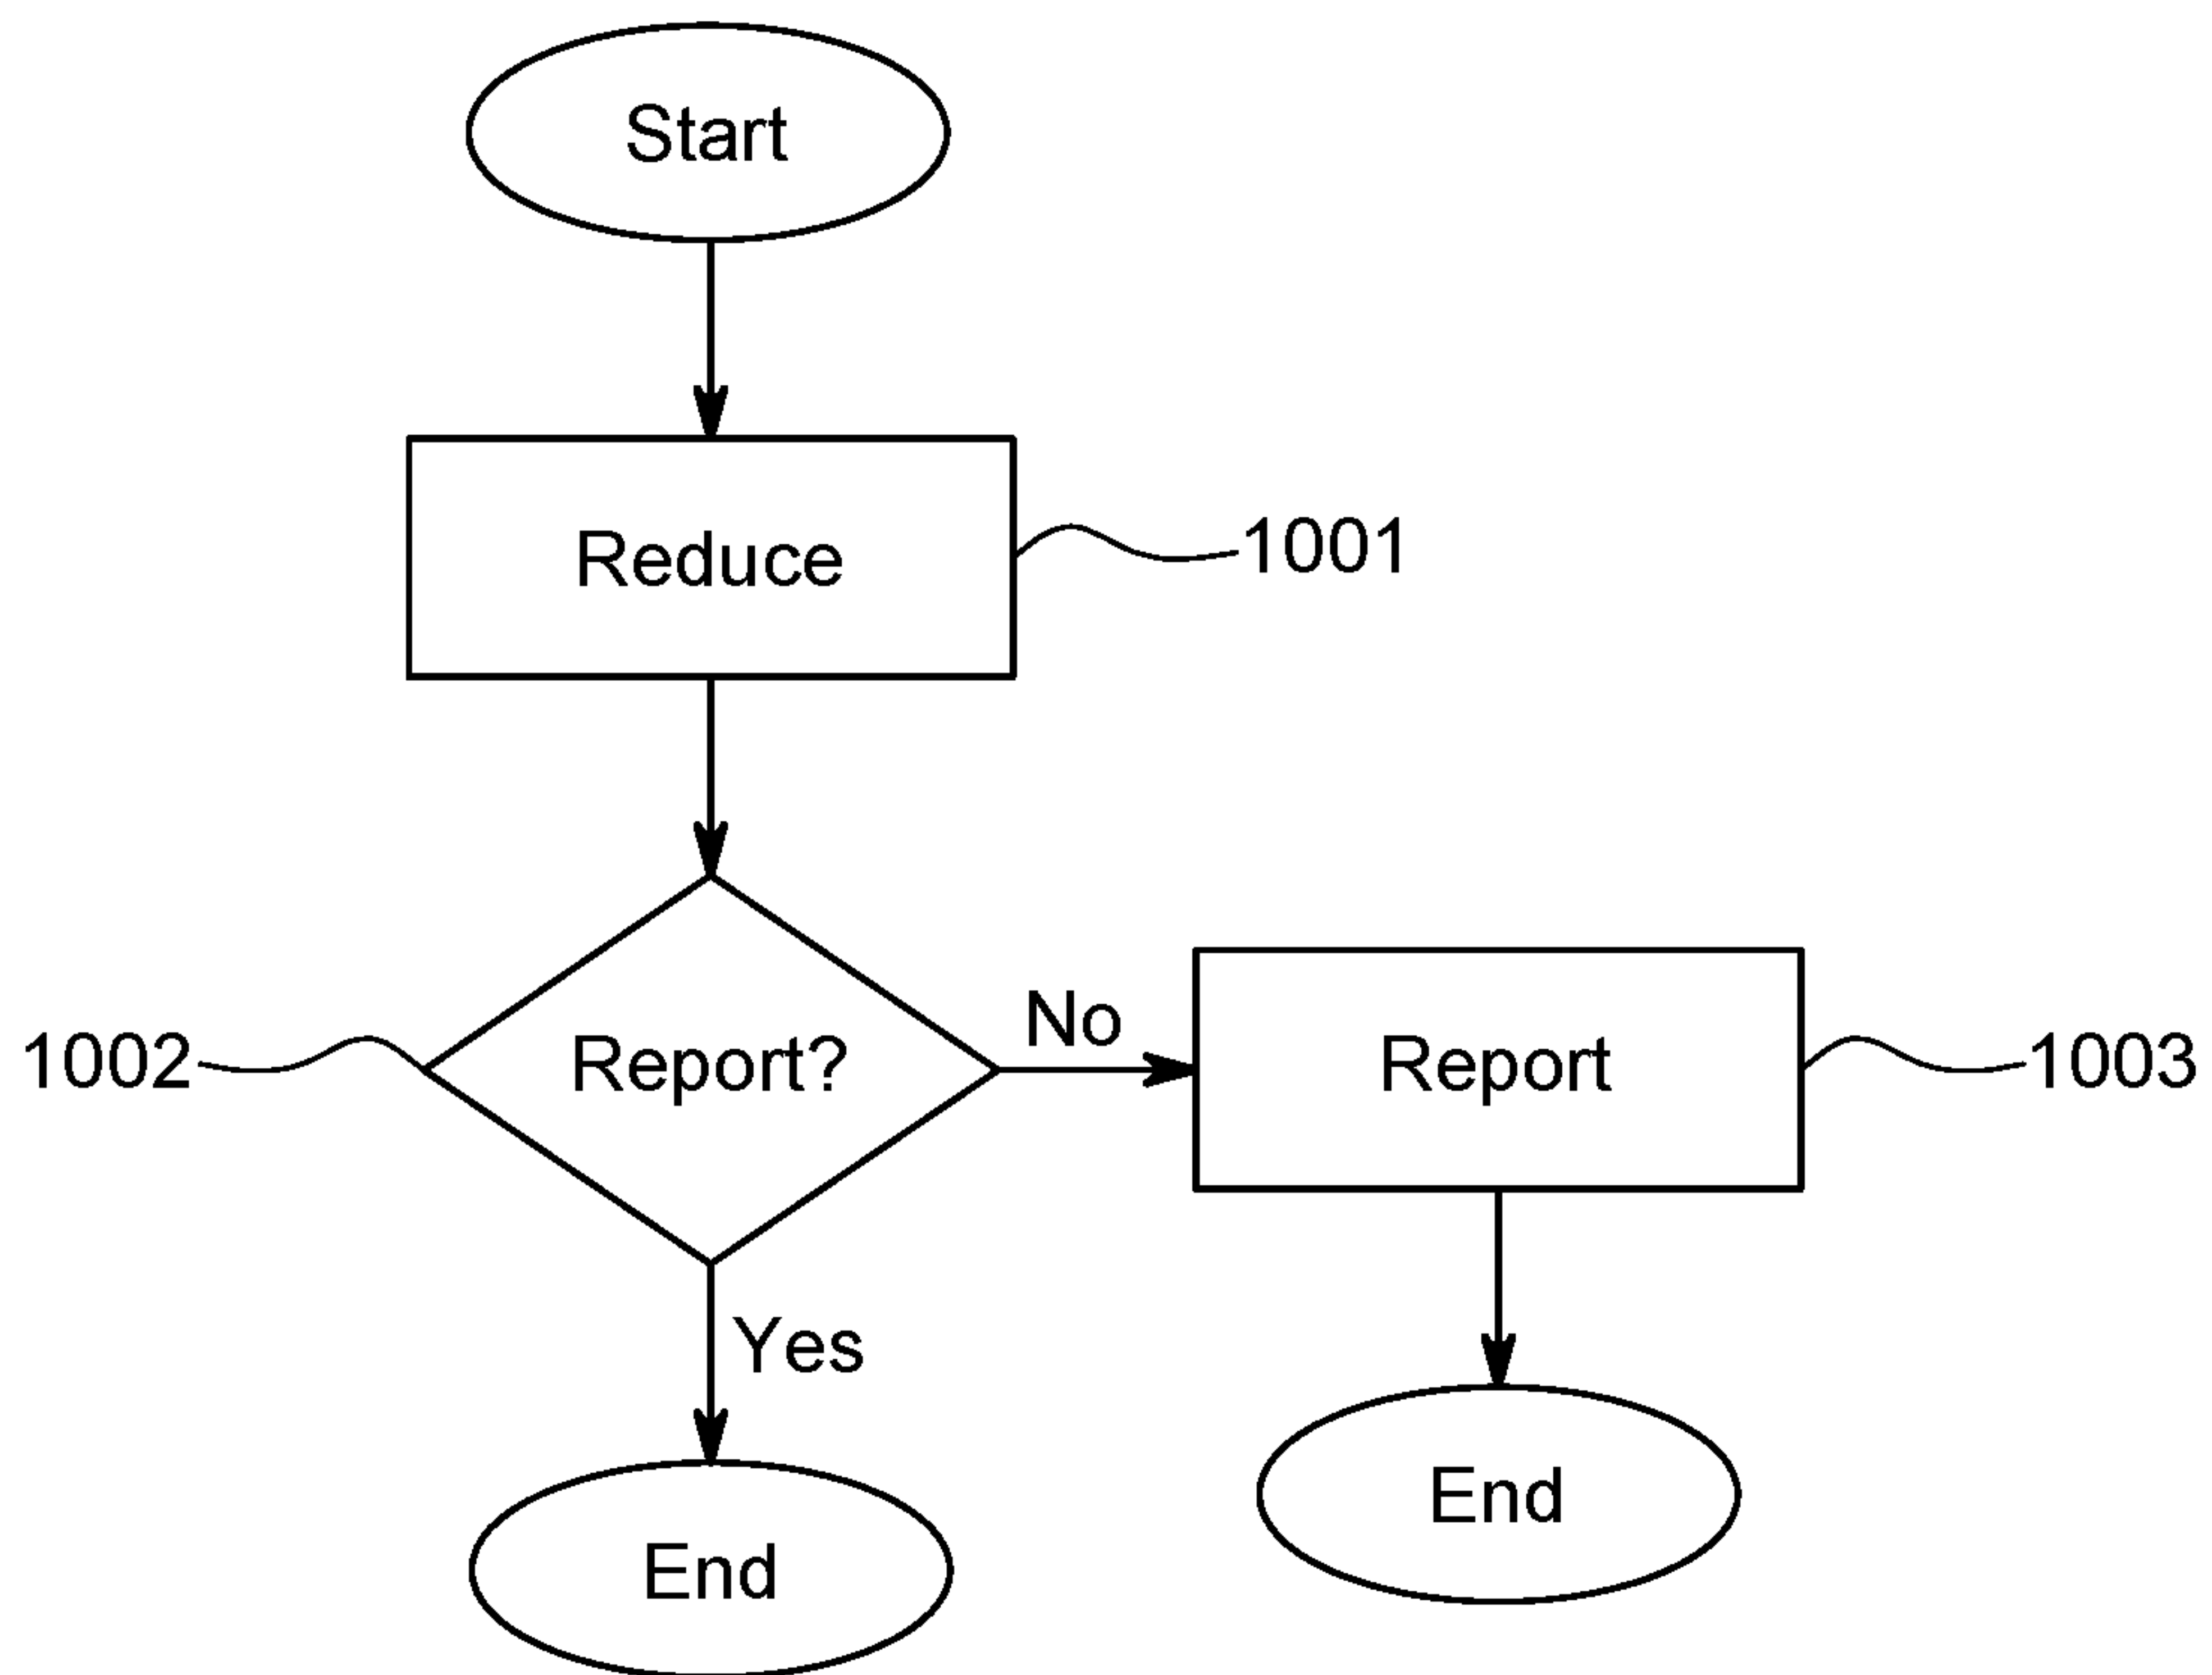 Start
Reduce
1001
1002
Report?
No
Report
1003
Yes
End
End